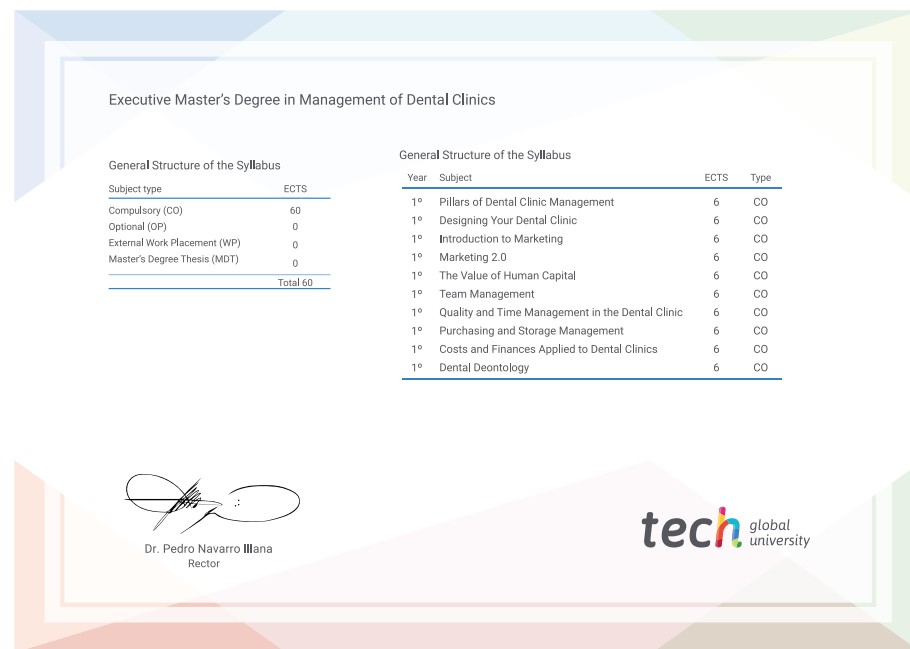 Executive Master's Degree in Management of Dental Clinics
General Structure of the Syllabus
Subject type ECTS
Compulsory (CO) 60
Optional (OP) 0
External Work Placement (WP) 0
Master's Degree Thesis (MDT) 0
Total 60
General Structure of the Syllabus
Year Subject ECTS Type
1º Pillars of Dental Clinic Management 6 CO
1º Designing Your Dental Clinic 6 CO
1º Introduction to Marketing 6 CO
1º Marketing 2.0 6 CO
1º The Value of Human Capital 6 CO
1º Team Management 6 CO
1º Quality and Time Management in the Dental Clinic 6 CO
1º Purchasing and Storage Management 6 CO
1º Costs and Finances Applied to Dental Clinics 6 CO
1º Dental Deontology 6 CO
Dr. Pedro Navarro Illana
Rector
tech global
university